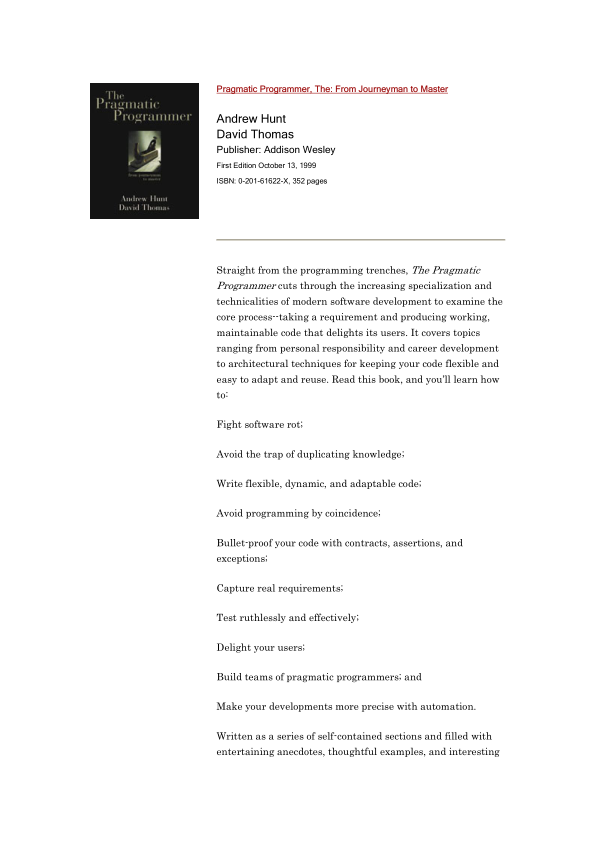 The
Pragmatic
Programmer
from journeyman
to master
Andrew Hunt
David Thomas
Pragmatic Programmer, The: From Journeyman to Master
Andrew Hunt
David Thomas
Publisher: Addison Wesley
First Edition October 13, 1999
ISBN: 0-201-61622-X, 352 pages
Straight from the programming trenches, The Pragmatic
Programmer cuts through the increasing specialization and
technicalities of modern software development to examine the
core process--taking a requirement and producing working,
maintainable code that delights its users. It covers topics
ranging from personal responsibility and career development
to architectural techniques for keeping your code flexible and
easy to adapt and reuse. Read this book, and you'll learn how
to:
Fight software rot;
Avoid the trap of duplicating knowledge;
Write flexible, dynamic, and adaptable code;
Avoid programming by coincidence;
Bullet-proof your code with contracts, assertions, and
exceptions;
Capture real requirements;
Test ruthlessly and effectively;
Delight your users;
Build teams of pragmatic programmers; and
Make your developments more precise with automation.
Written as a series of self-contained sections and filled with
entertaining anecdotes, thoughtful examples, and interesting